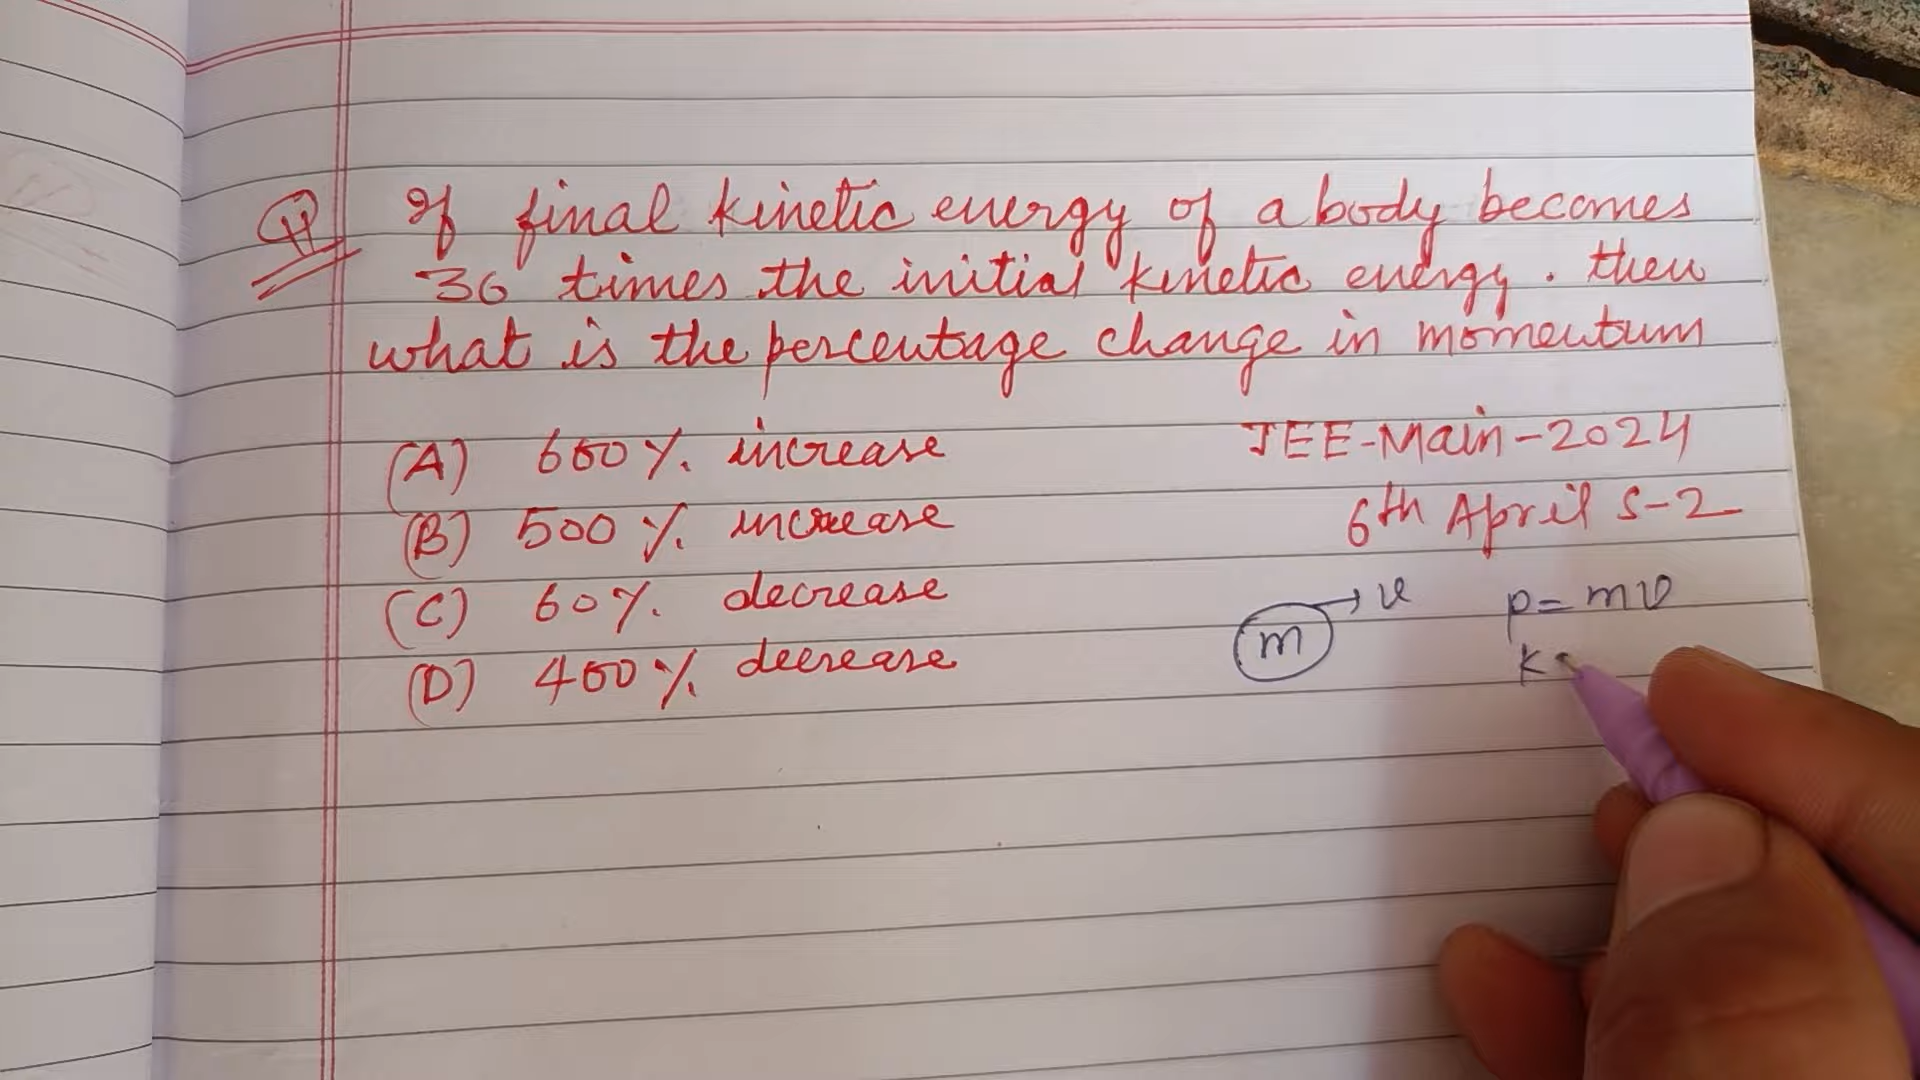 Q If final kinetic energy of a body becomes
36 times the initial kinetic energy. then
what is the percentage change in momentum
(A) 600 %. increase
(B) 500 %. increase
(C) 60 %. decrease
(D) 400 %. decrease
JEE-Main-2024
6th April S-2
m → v
p = mv
K